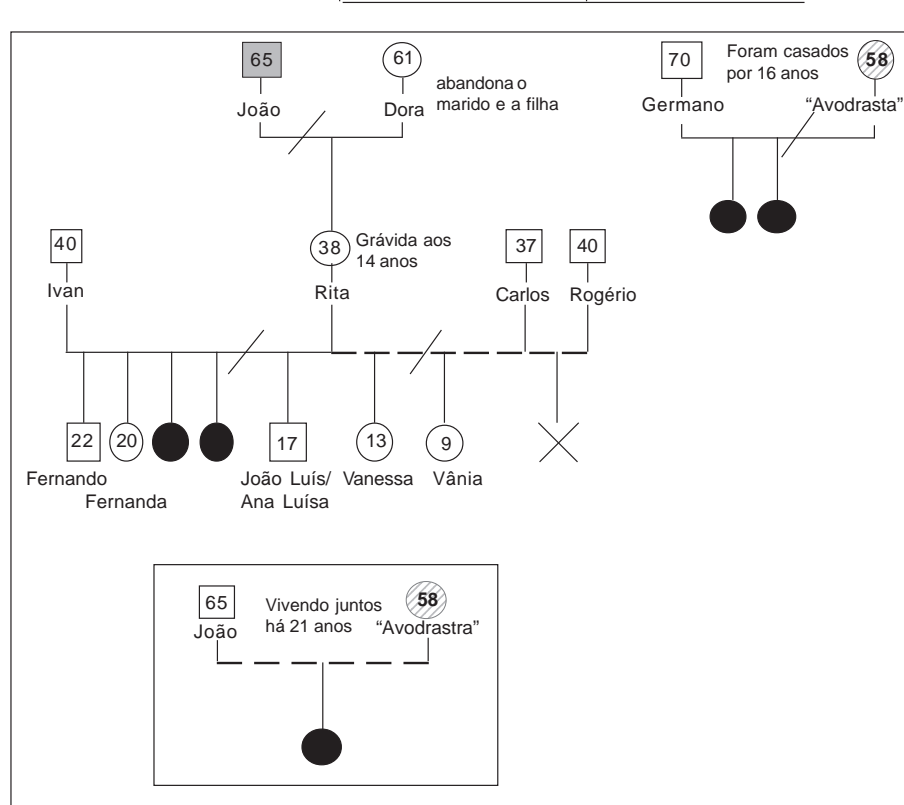 65
João
61
Dora
abandona o
marido e a filha
70
Germano
Foram casados
por 16 anos
58
“Avodrasta”
40
Ivan
38
Grávida aos
14 anos
Rita
37
Carlos
40
Rogério
22
Fernando
20
Fernanda
17
João Luís/
Ana Luísa
13
Vanessa
9
Vânia
65
João
Vivendo juntos
há 21 anos
58
“Avodrastra”